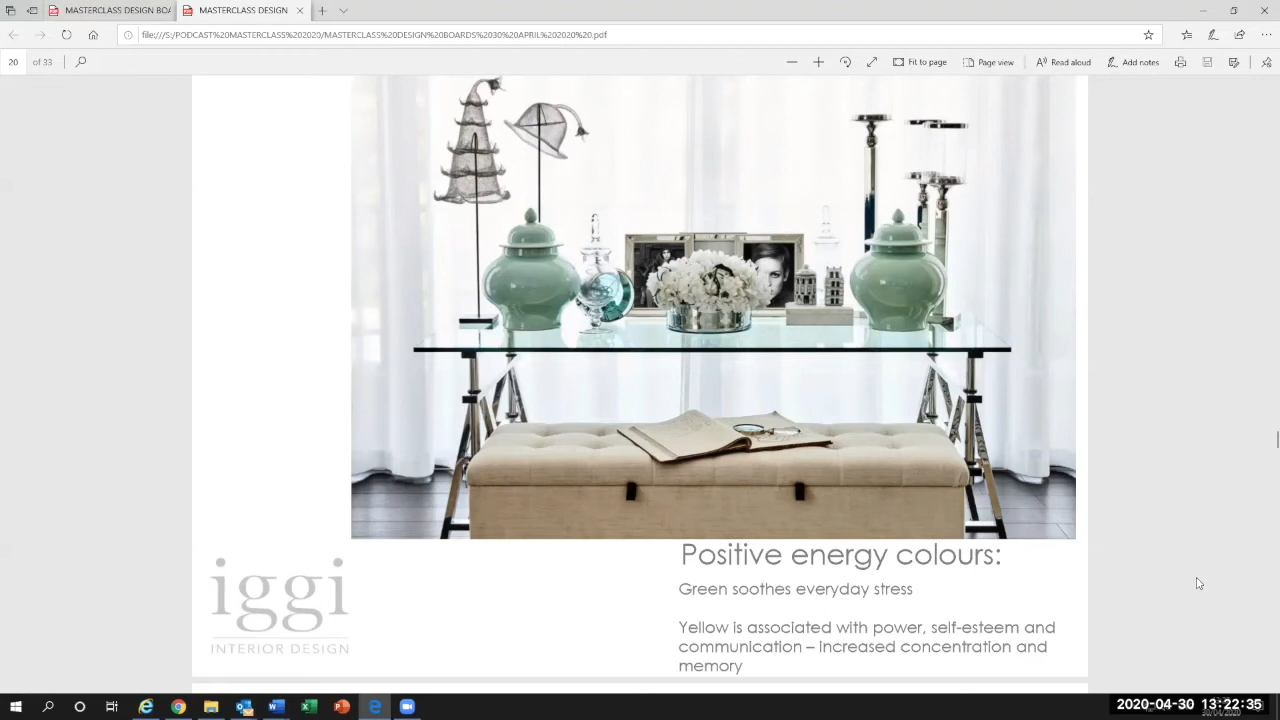 MASTERCLASS DESIGN BOA
MASTERCLASS DESIGN
file:///S:/PODCAST%20MASTERCLASS%202020/MASTERCLASS%20DESIGN%20BOARDS%2030%20APRIL%202020%20.pdf
20 of 33
Fit to page
Page view
Read aloud
Add notes
iggi
INTERIOR DESIGN
Positive energy colours:
Green soothes everyday stress
Yellow is associated with power, self-esteem and
communication – increased concentration and
memory
2020-04-30 13:22:35